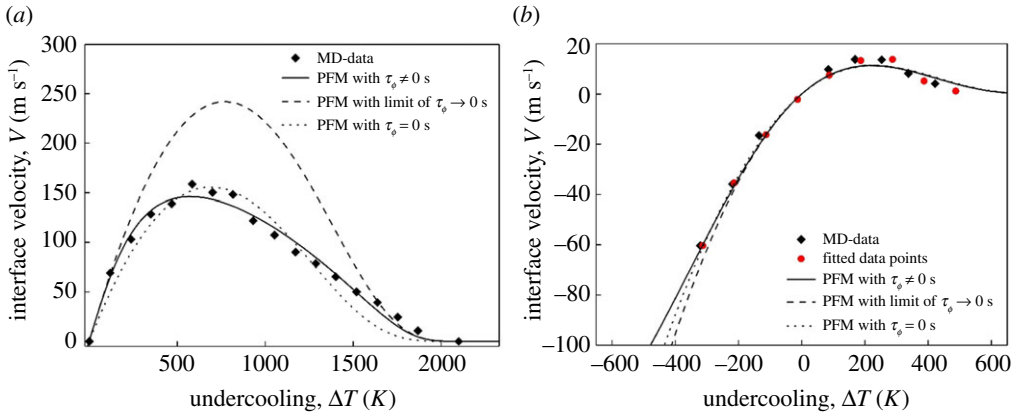 (a)
300
250
200
150
100
50
0
500
1000
1500
2000
interface velocity, V (m s⁻¹)
undercooling, ΔT (K)
MD-data
PFM with τϕ ≠ 0 s
PFM with limit of τϕ → 0 s
PFM with τϕ = 0 s
(b)
20
0
−20
−40
−60
−80
−100
−600
−400
−200
0
200
400
600
interface velocity, V (m s⁻¹)
undercooling, ΔT (K)
MD-data
fitted data points
PFM with τϕ ≠ 0 s
PFM with limit of τϕ → 0 s
PFM with τϕ = 0 s